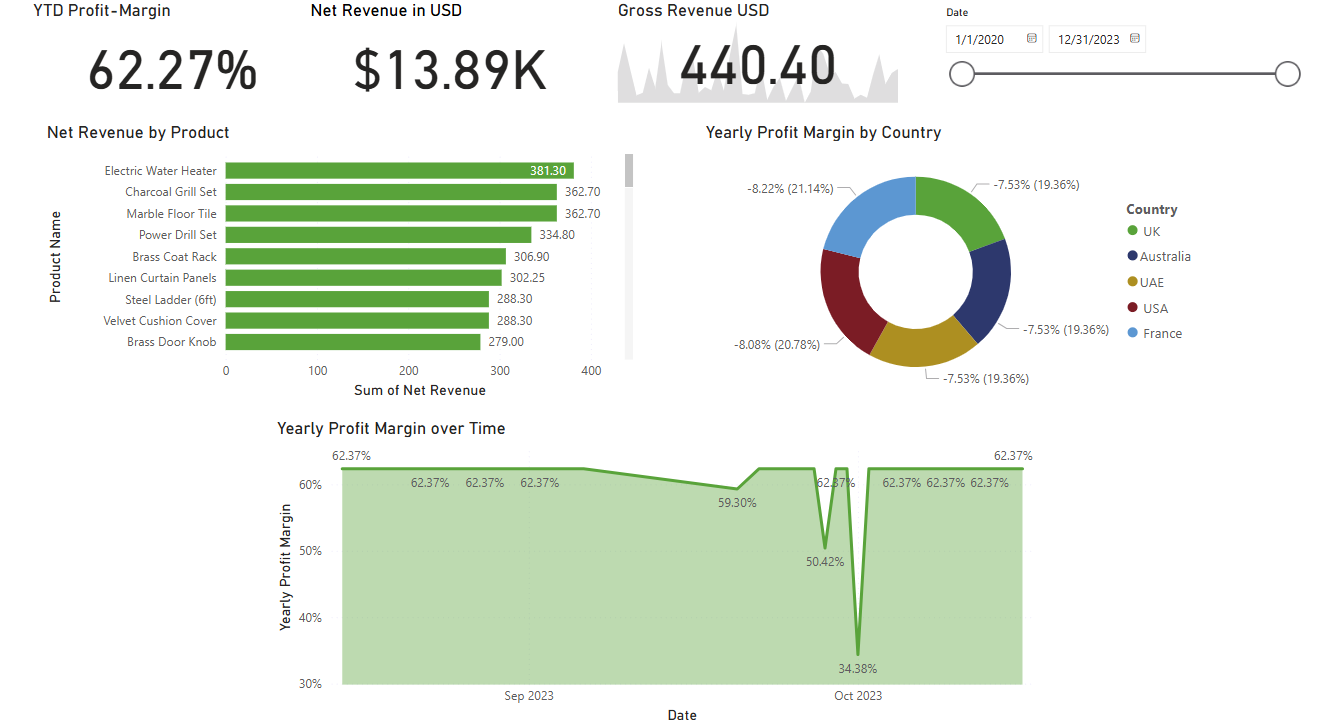 YTD Profit-Margin
62.27%
Net Revenue in USD
$13.89K
Gross Revenue USD
440.40
Date
1/1/2020
12/31/2023
Net Revenue by Product
Product Name
Electric Water Heater 381.30
Charcoal Grill Set 362.70
Marble Floor Tile 362.70
Power Drill Set 334.80
Brass Coat Rack 306.90
Linen Curtain Panels 302.25
Steel Ladder (6ft) 288.30
Velvet Cushion Cover 288.30
Brass Door Knob 279.00
0 100 200 300 400
Sum of Net Revenue
Yearly Profit Margin by Country
-8.22% (21.14%)
-7.53% (19.36%)
-7.53% (19.36%)
-8.08% (20.78%)
-7.53% (19.36%)
Country
UK
Australia
UAE
USA
France
Yearly Profit Margin over Time
Yearly Profit Margin
60%
50%
40%
30%
62.37% 62.37%
62.37% 62.37% 62.37% 62.37% 62.37% 62.37% 62.37%
59.30%
50.42%
34.38%
Sep 2023 Oct 2023
Date